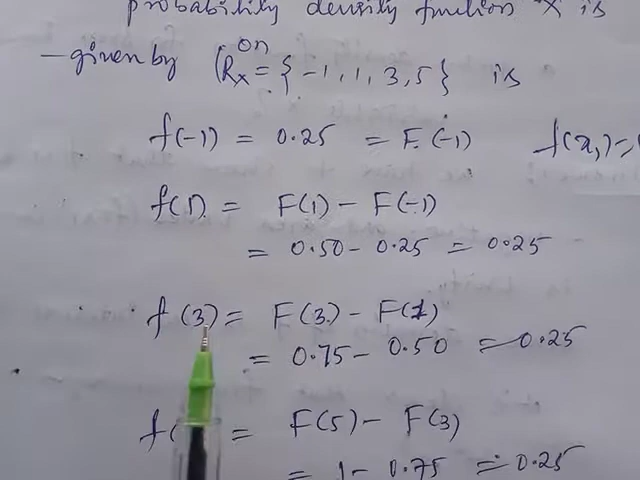 probability density function X is
- given by on (Rx = { -1, 1, 3, 5 } is
f(-1) = 0.25 = F(-1) f(x1) =
f(1) = F(1) - F(-1)
= 0.50 - 0.25 = 0.25
f(3) = F(3) - F(1)
= 0.75 - 0.50 = 0.25
f( = F(5) - F(3)
= 1 - 0.75 = 0.25